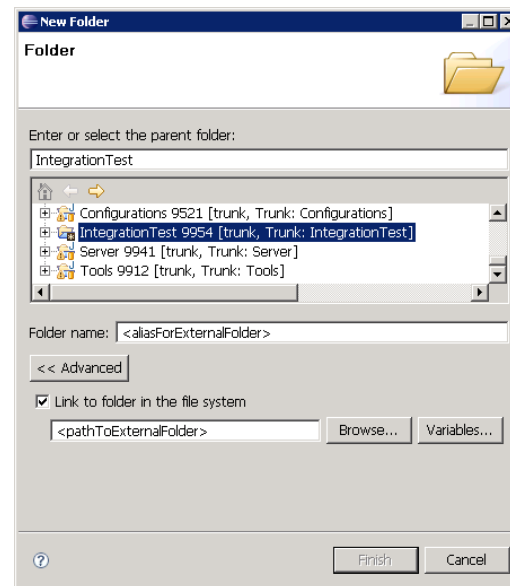 New Folder
Folder
Enter or select the parent folder:
IntegrationTest
Configurations 9521 [trunk, Trunk: Configurations]
IntegrationTest 9954 [trunk, Trunk: IntegrationTest]
Server 9941 [trunk, Trunk: Server]
Tools 9912 [trunk, Trunk: Tools]
Folder name: <aliasForExternalFolder>
<< Advanced
Link to folder in the file system
<pathToExternalFolder> Browse... Variables...
Finish Cancel